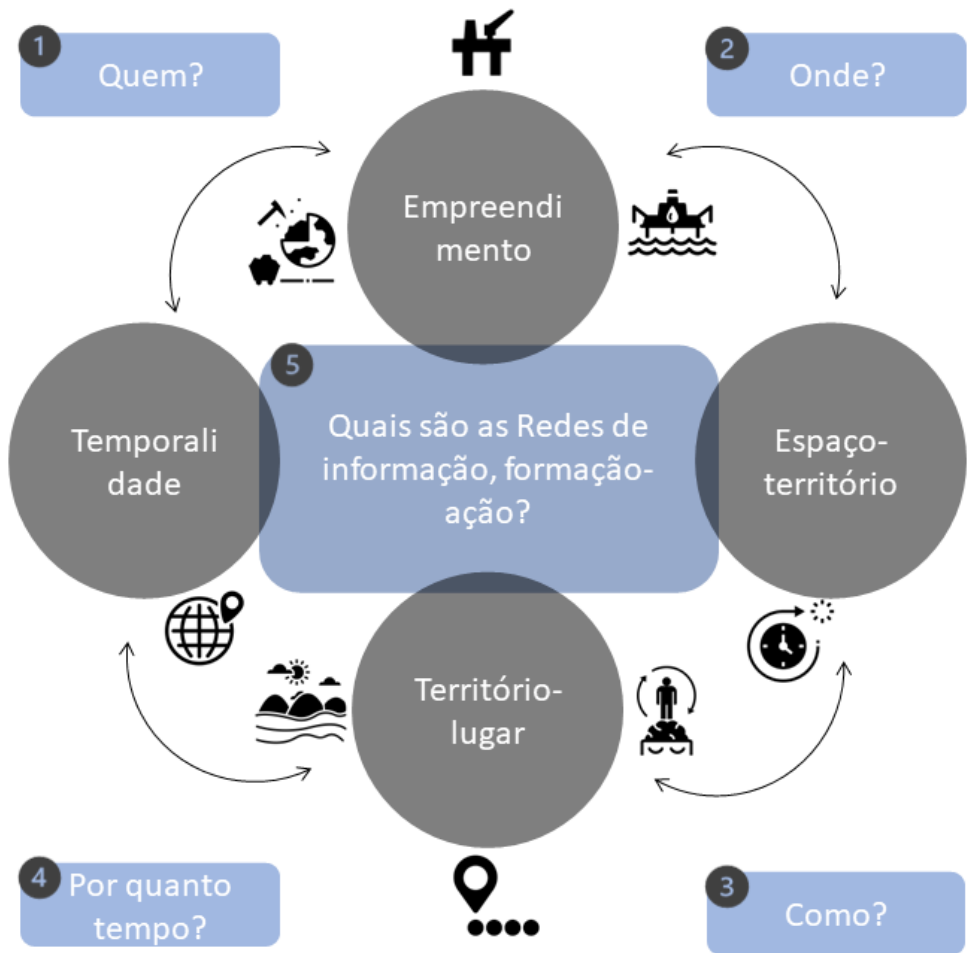 1
Quem?
2
Onde?
Empreendi
mento
5
Quais são as Redes de
informação, formação-
ação?
Temporali
dade
Espaço-
território
Território-
lugar
4
Por quanto
tempo?
3
Como?